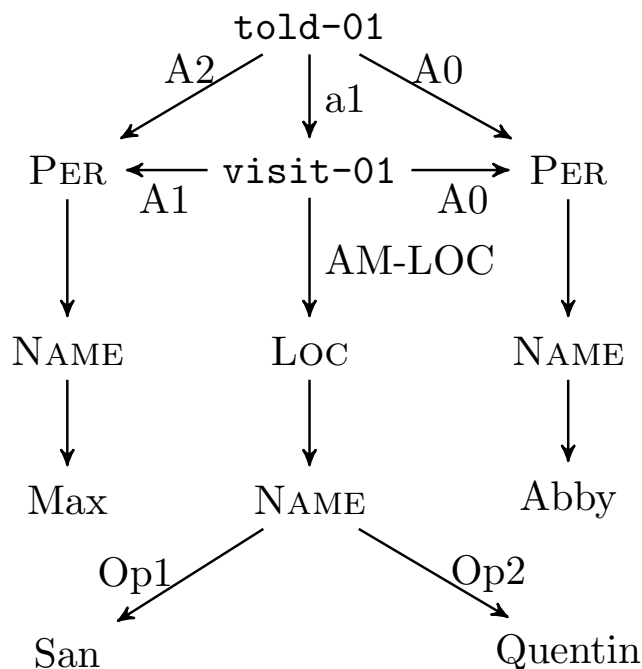 told-01
A2 A0
a1
PER visit-01 PER
A1 A0
AM-LOC
NAME LOC NAME
Max NAME Abby
Op1 Op2
San Quentin